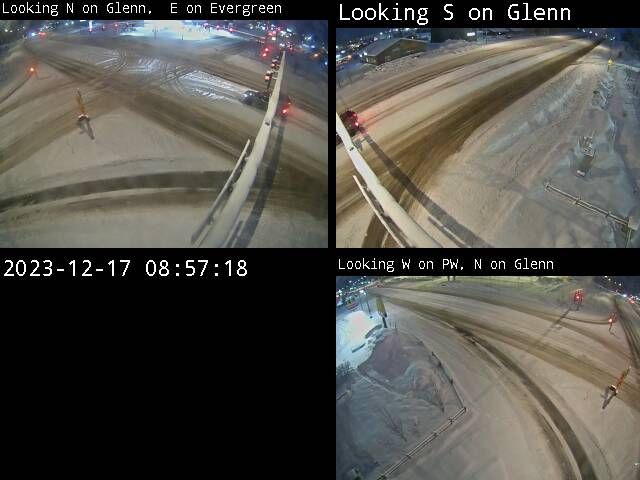 Looking N on Glenn,  E on Evergreen
Looking S on Glenn
2023-12-17 08:57:18
Looking W on PW, N on Glenn